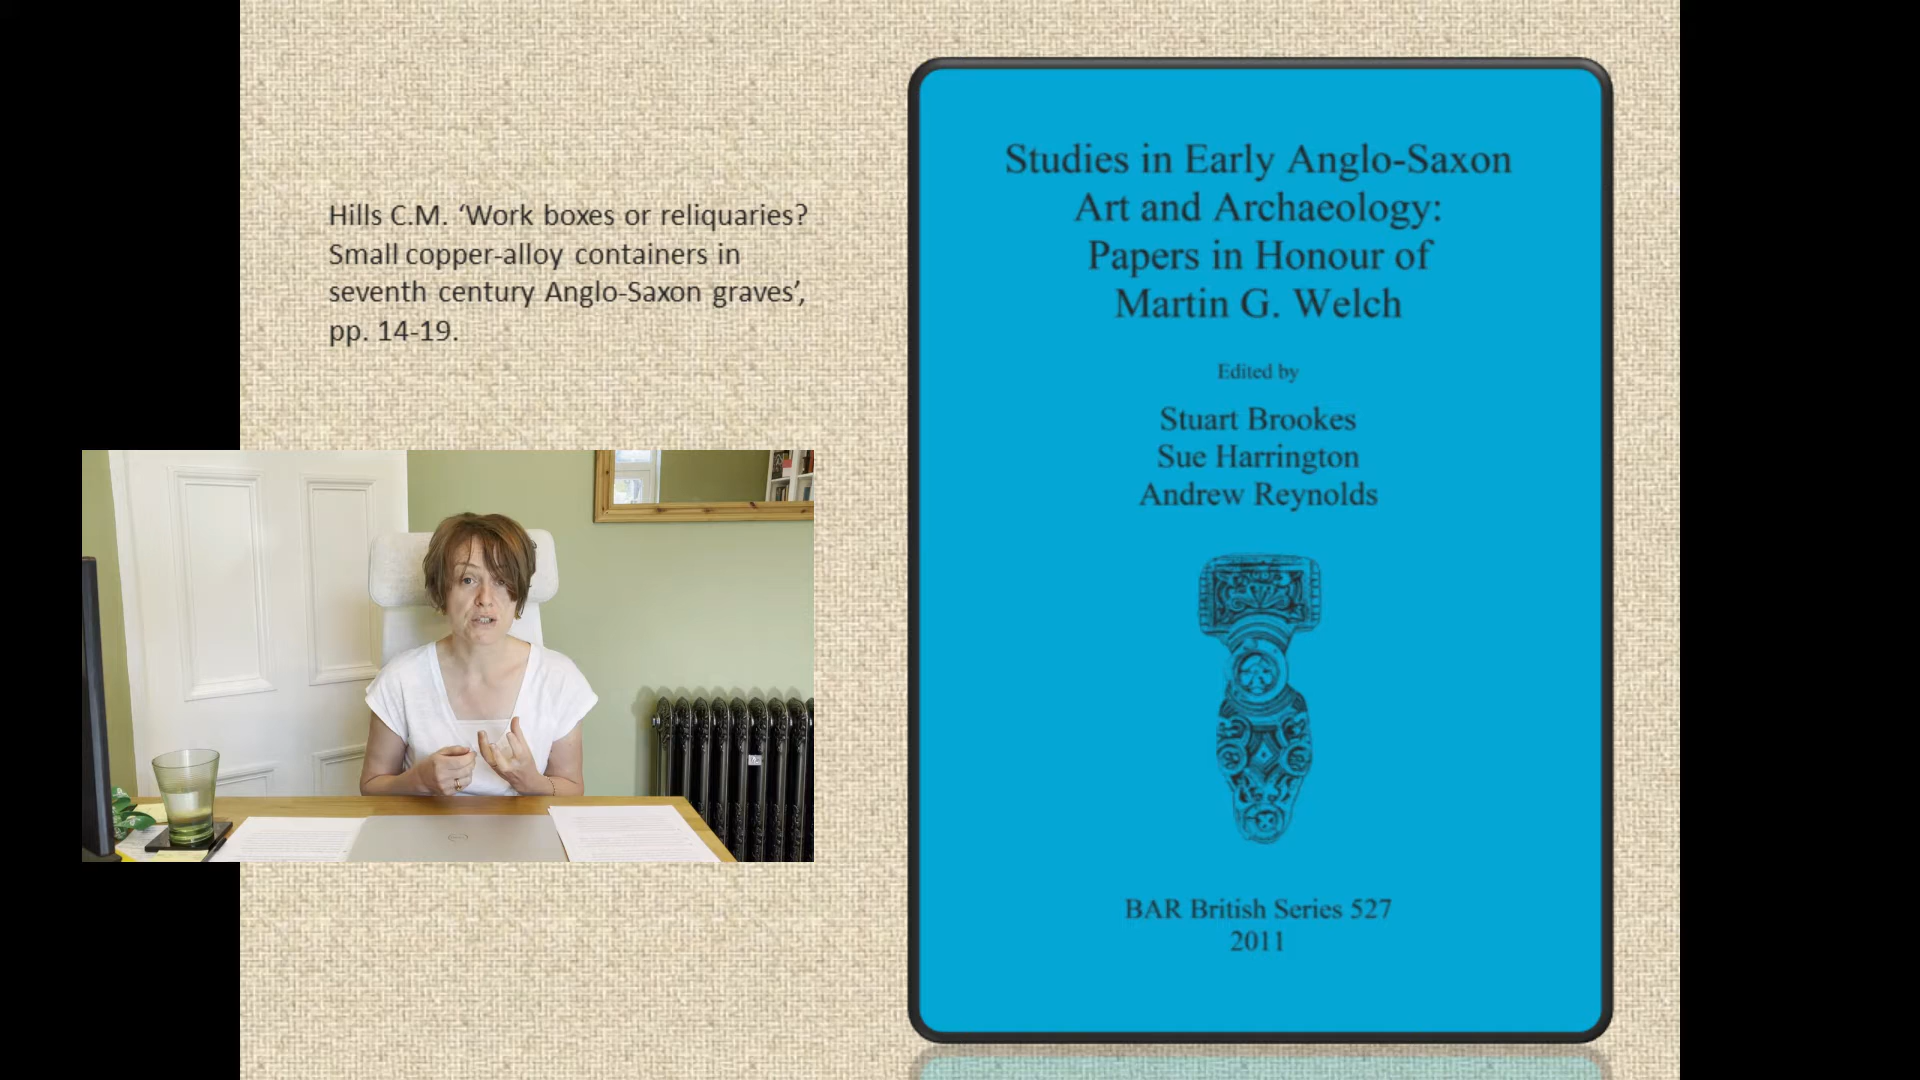 Hills C.M. ‘Work boxes or reliquaries?
Small copper-alloy containers in
seventh century Anglo-Saxon graves’,
pp. 14-19.
Studies in Early Anglo-Saxon
Art and Archaeology:
Papers in Honour of
Martin G. Welch
Edited by
Stuart Brookes
Sue Harrington
Andrew Reynolds
BAR British Series 527
2011